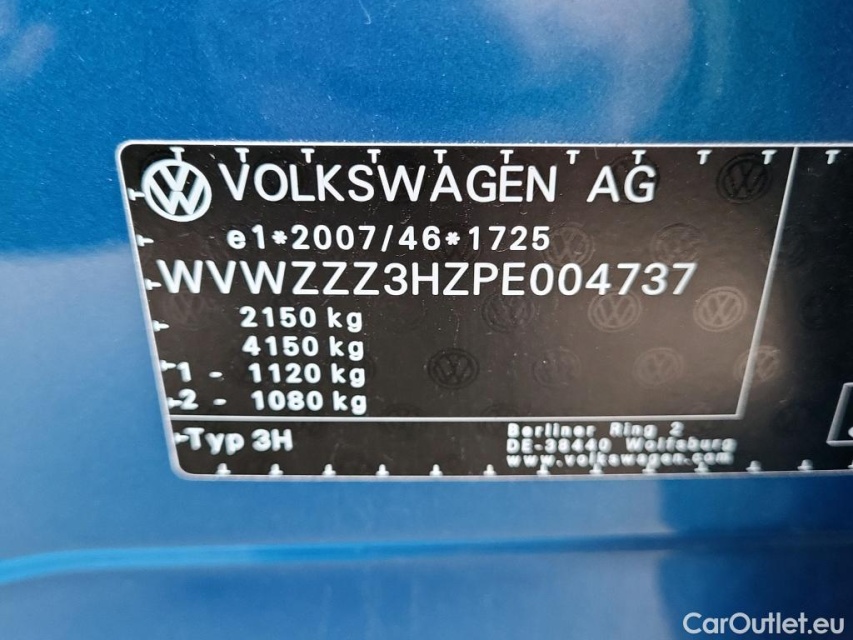 VOLKSWAGEN AG
e1*2007/46*1725
WVWZZZ3HZPE004737
2150 kg
4150 kg
1 - 1120 kg
2 - 1080 kg
Typ 3H
Berliner Ring 2
DE-38440 Wolfsburg
www.volkswagen.com
CarOutlet.eu